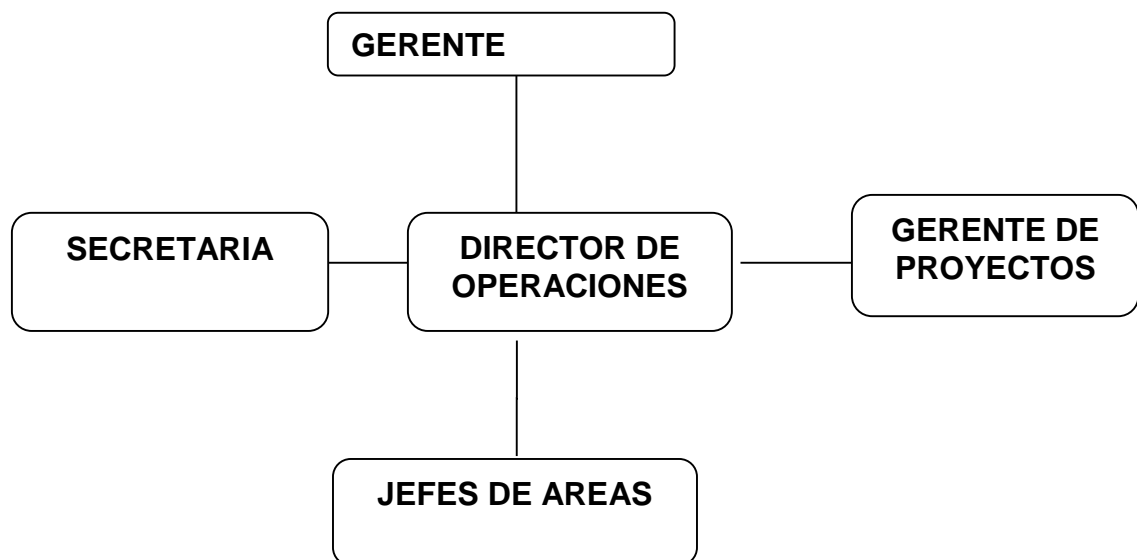 GERENTE
SECRETARIA
DIRECTOR DE
OPERACIONES
GERENTE DE
PROYECTOS
JEFES DE AREAS